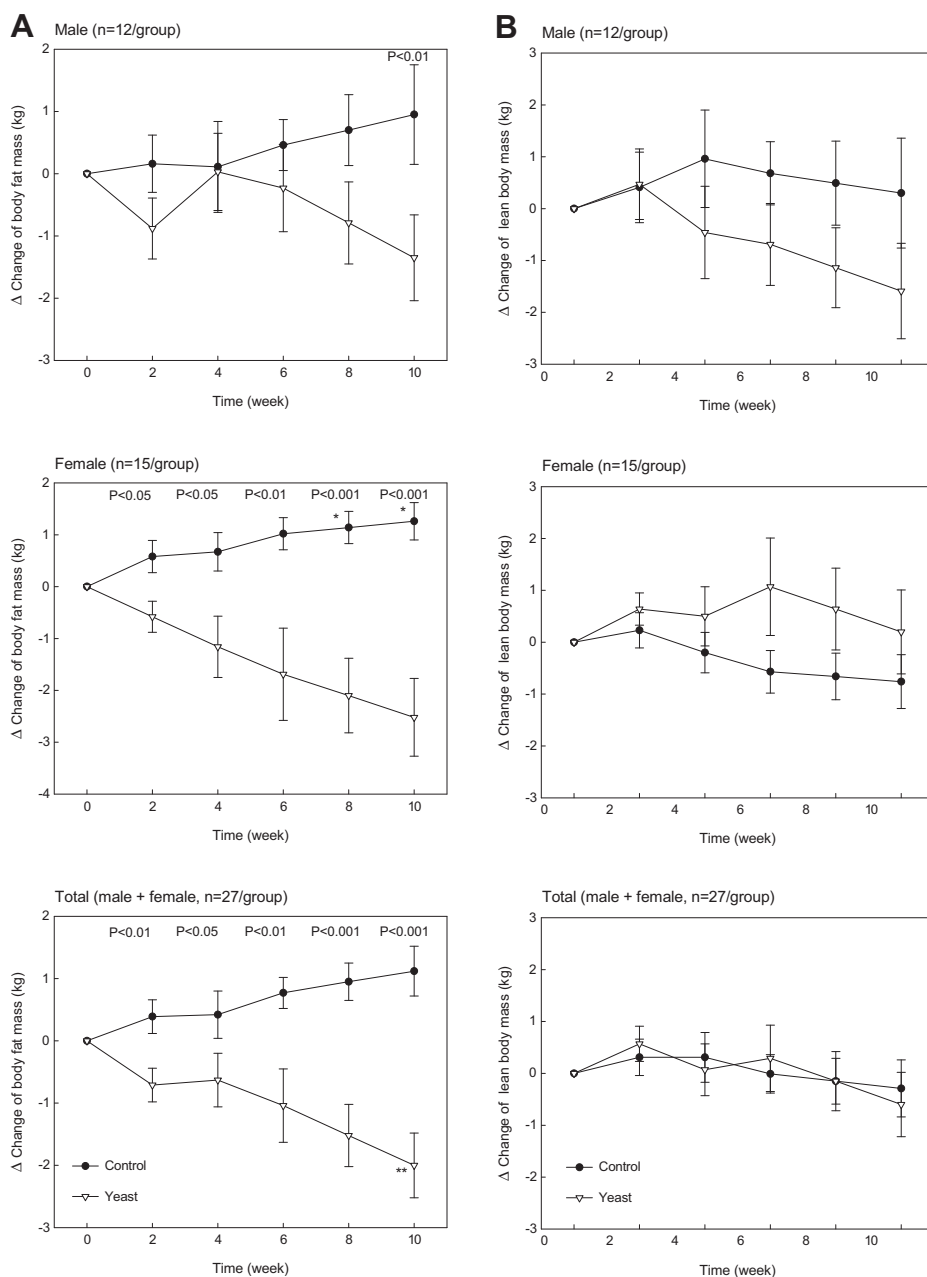 A
Male (n=12/group)
P<0.01
2
1
0
-1
-2
-3
Δ Change of body fat mass (kg)
0 2 4 6 8 10
Time (week)
B
Male (n=12/group)
3
2
1
0
-1
-2
-3
Δ Change of lean body mass (kg)
0 2 4 6 8 10
Time (week)
Female (n=15/group)
P<0.05 P<0.05 P<0.01 P<0.001 P<0.001
* *
2
1
0
-1
-2
-3
-4
Δ Change of body fat mass (kg)
0 2 4 6 8 10
Time (week)
Female (n=15/group)
3
2
1
0
-1
-2
-3
Δ Change of lean body mass (kg)
0 2 4 6 8 10
Time (week)
Total (male + female, n=27/group)
P<0.01 P<0.05 P<0.01 P<0.001 P<0.001
2
1
0
-1
-2
-3
Δ Change of body fat mass (kg)
**
Control
Yeast
0 2 4 6 8 10
Time (week)
Total (male + female, n=27/group)
3
2
1
0
-1
-2
-3
Δ Change of lean body mass (kg)
Control
Yeast
0 2 4 6 8 10
Time (week)